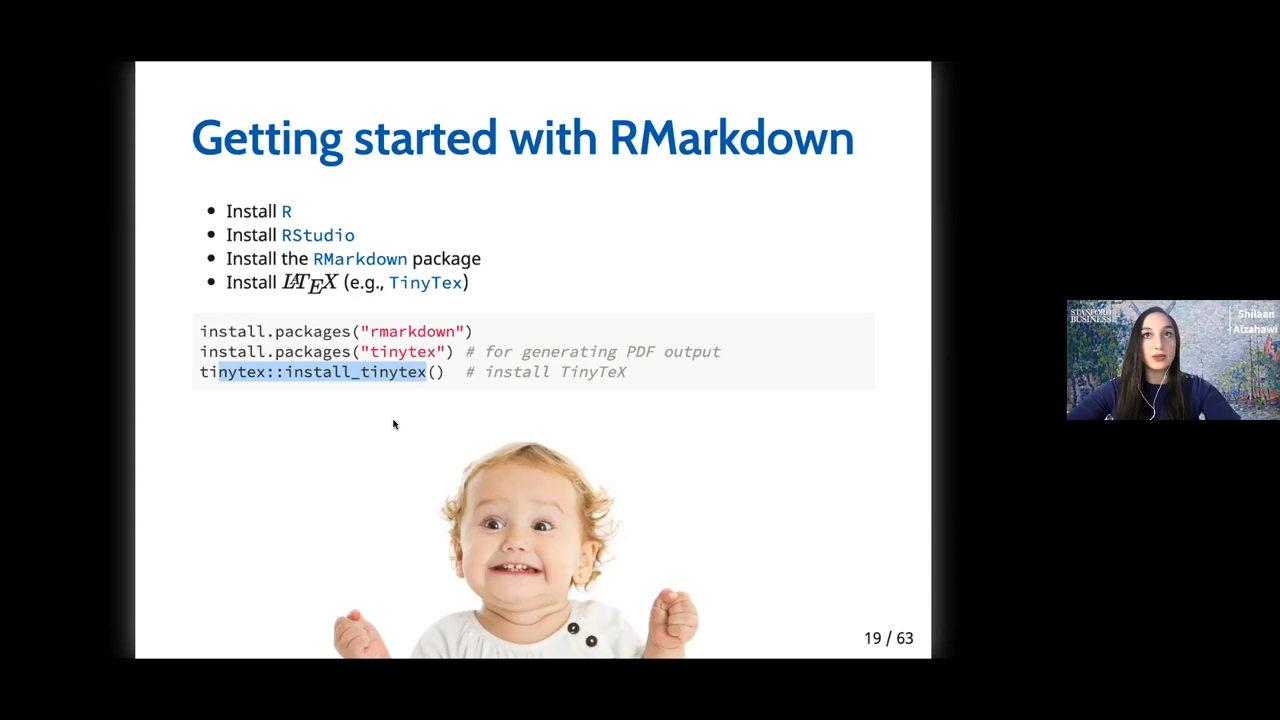 Getting started with RMarkdown
Install R
Install RStudio
Install the RMarkdown package
Install LATEX (e.g., TinyTex)
install.packages("rmarkdown")
install.packages("tinytex") # for generating PDF output
tinytex::install_tinytex() # install TinyTeX
19 / 63
STANFORD
BUSINESS
Shilaan
Alzahawi